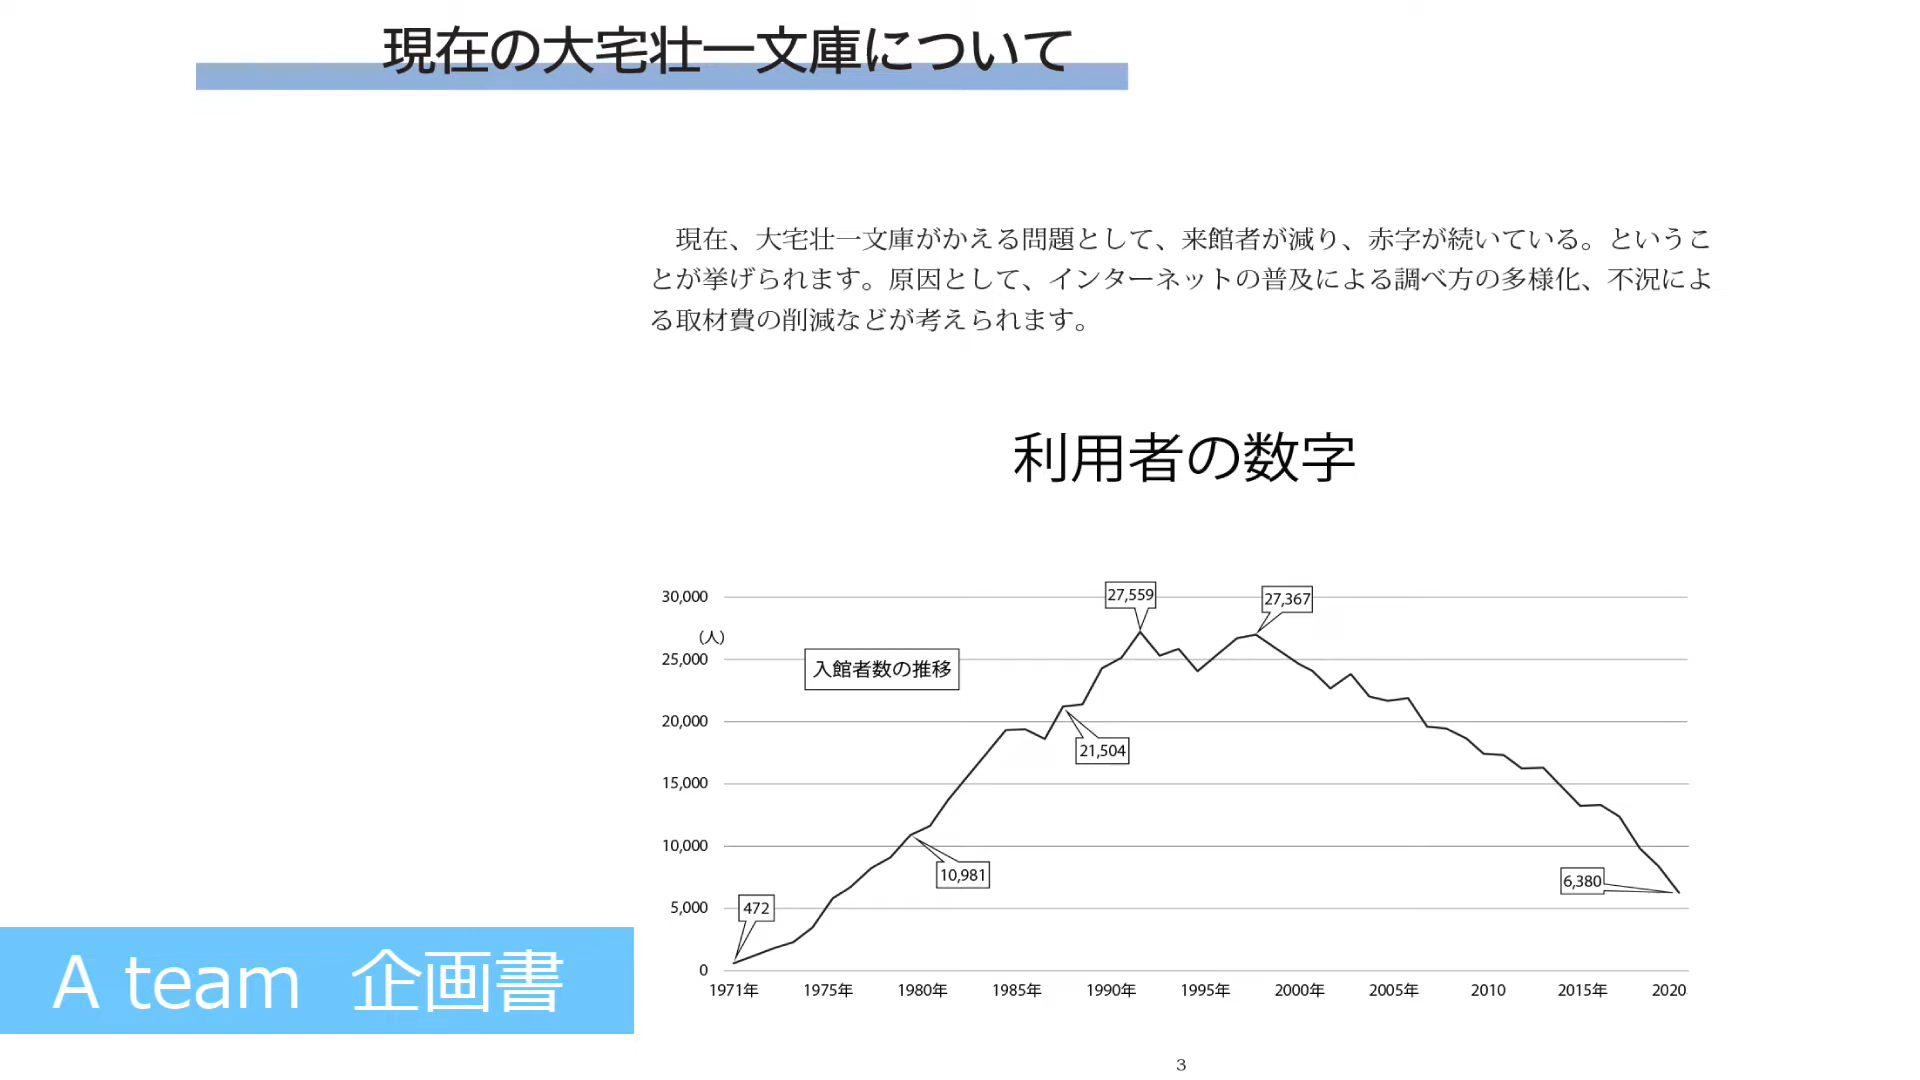 現在の大宅壮一文庫について
現在、大宅壮一文庫がかえる問題として、来館者が減り、赤字が続いている。というこ
とが挙げられます。原因として、インターネットの普及による調べ方の多様化、不況によ
る取材費の削減などが考えられます。
利用者の数字
30,000
(人)
25,000
20,000
15,000
10,000
5,000
0
入館者数の推移
27,559
27,367
21,504
10,981
472
6,380
1971年 1975年 1980年 1985年 1990年 1995年 2000年 2005年 2010 2015年 2020
A team 企画書
3